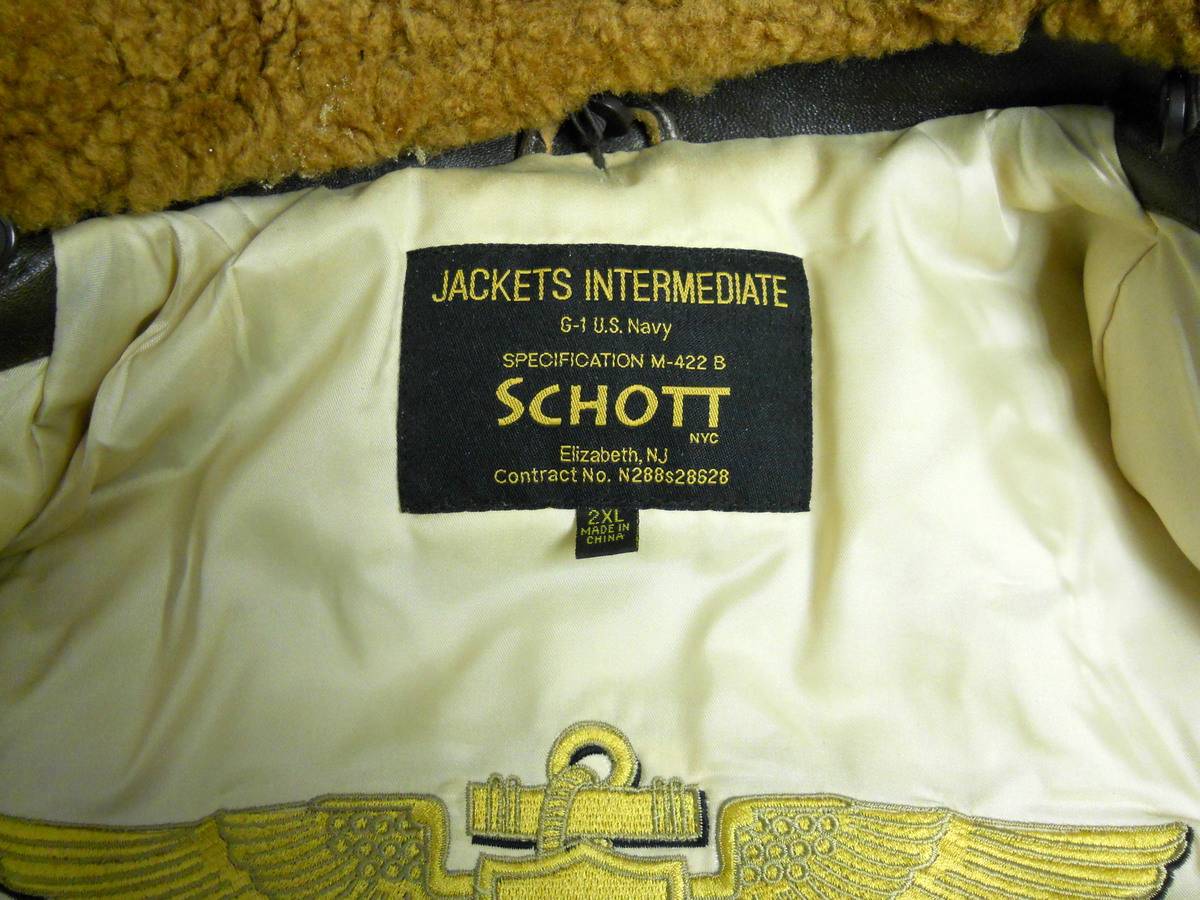 JACKETS INTERMEDIATE
G-1 U.S. Navy
SPECIFICATION M-422 B
SCHOTT
NYC
Elizabeth, NJ
Contract No. N288s28628
2XL
MADE IN
CHINA